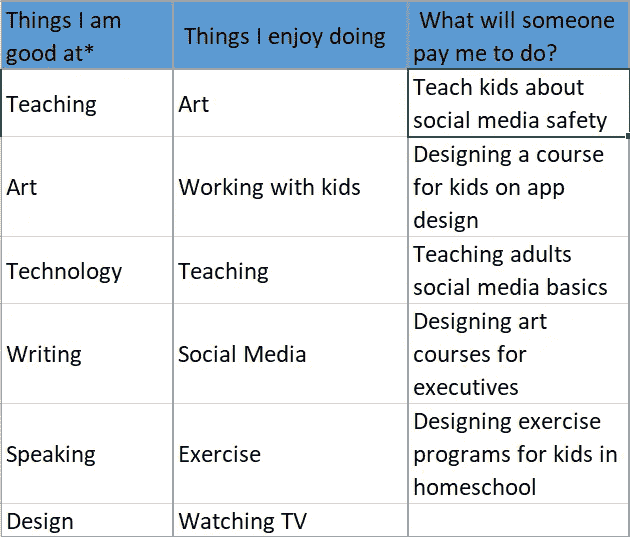 Things I am
good at*
Things I enjoy doing
What will someone
pay me to do?
Teaching
Art
Teach kids about
social media safety
Art
Working with kids
Designing a course
for kids on app
design
Technology
Teaching
Teaching adults
social media basics
Writing
Social Media
Designing art
courses for
executives
Speaking
Exercise
Designing exercise
programs for kids in
homeschool
Design
Watching TV